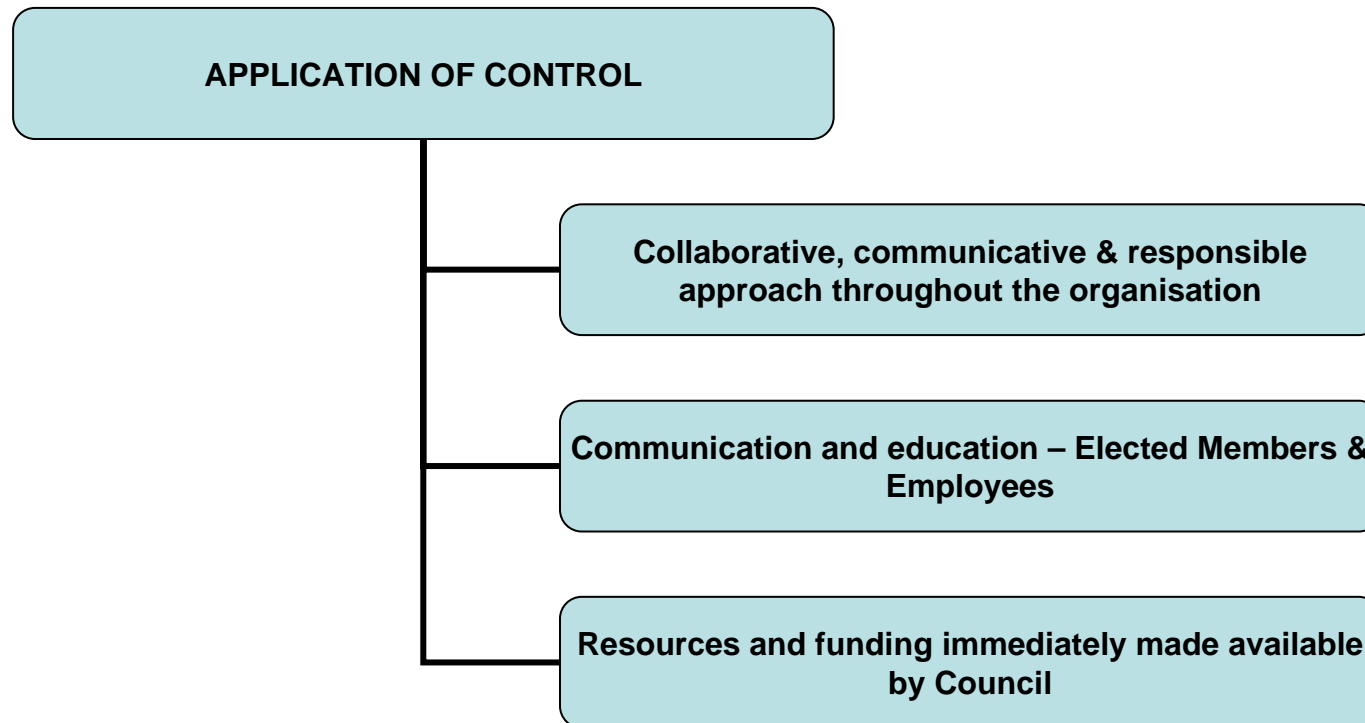 APPLICATION OF CONTROL
Collaborative, communicative & responsible
approach throughout the organisation
Communication and education – Elected Members &
Employees
Resources and funding immediately made available
by Council